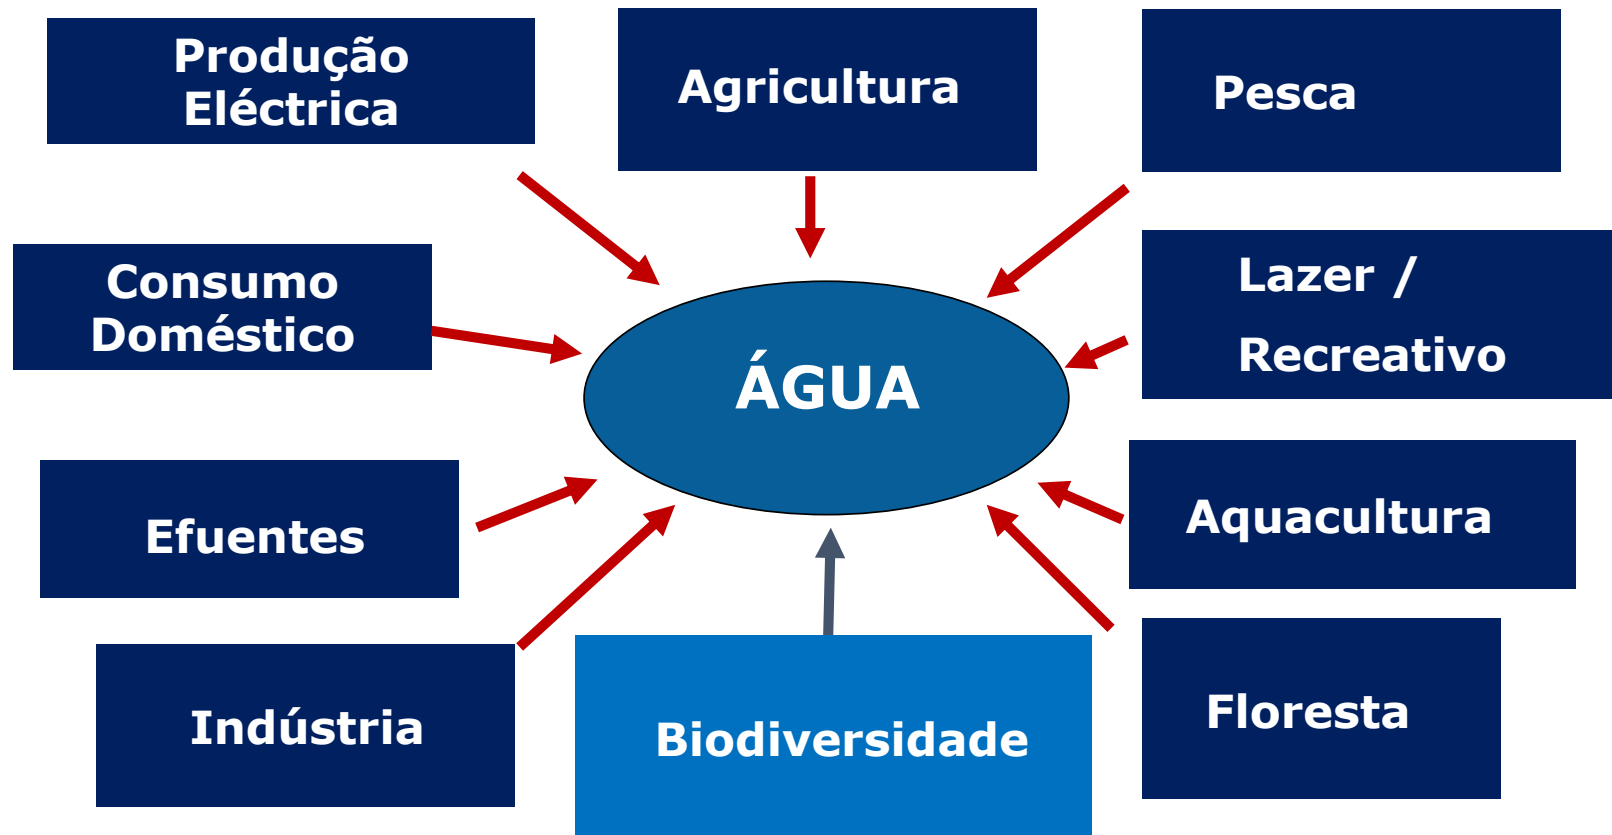 Produção
Eléctrica
Agricultura
Pesca
Consumo
Doméstico
Lazer /
Recreativo
ÁGUA
Efuentes
Aquacultura
Indústria
Biodiversidade
Floresta